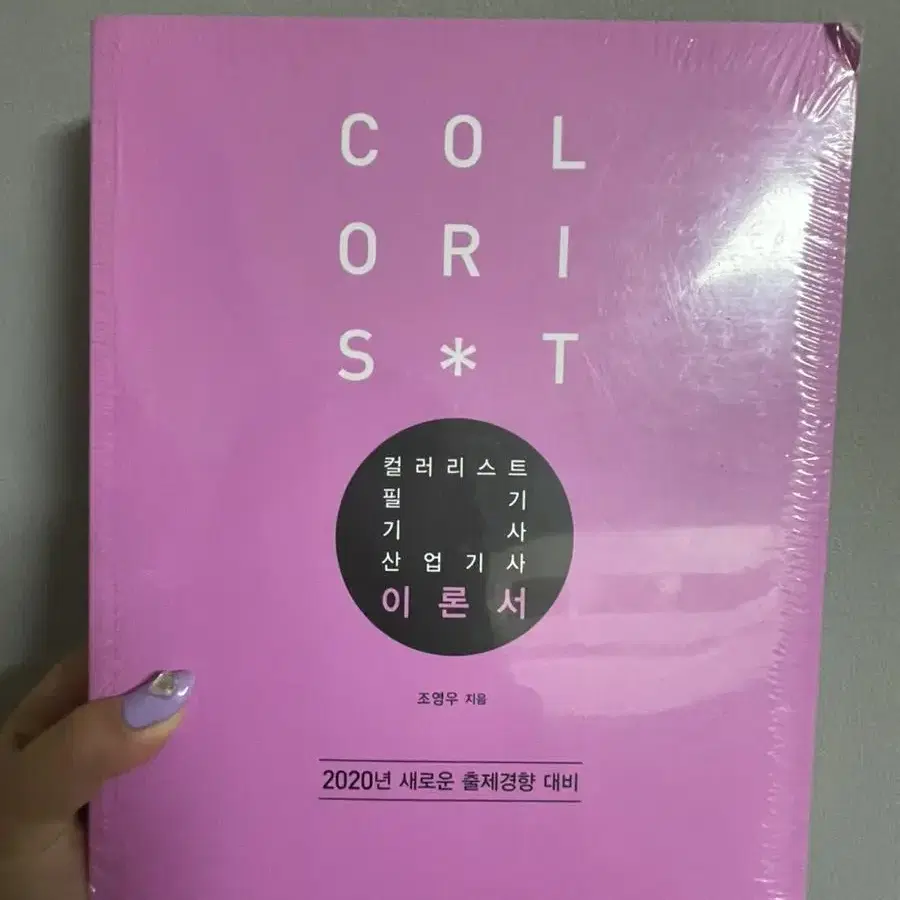 COL
ORI
S*T
컬러리스트
필기
기사
산업기사
이론서
조영우 지음
2020년 새로운 출제경향 대비